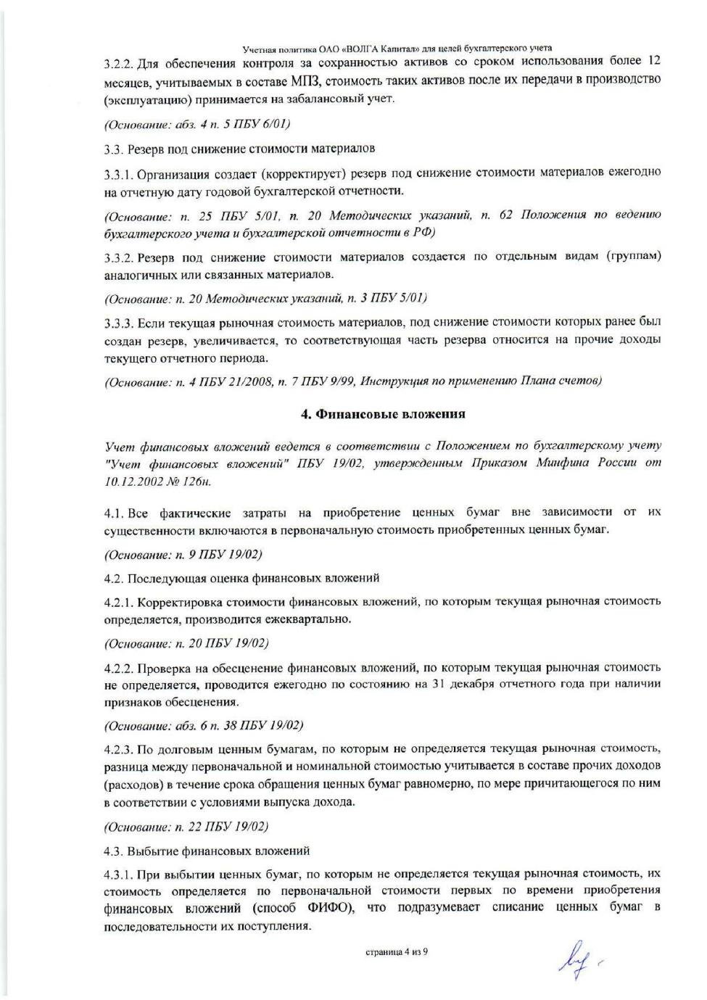 Учетная политика ОАО «ВОЛГА Капитал» для целей бухгалтерского учета
3.2.2. Для обеспечения контроля за сохранностью активов со сроком использования более 12
месяцев, учитываемых в составе МПЗ, стоимость таких активов после их передачи в производство
(эксплуатацию) принимается на забалансовый учет.
(Основание: абз. 4 п. 5 ПБУ 6/01)
3.3. Резерв под снижение стоимости материалов
3.3.1. Организация создает (корректирует) резерв под снижение стоимости материалов ежегодно
на отчетную дату годовой бухгалтерской отчетности.
(Основание: п. 25 ПБУ 5/01, п. 20 Методических указаний, п. 62 Положения по ведению
бухгалтерского учета и бухгалтерской отчетности в РФ)
3.3.2. Резерв под снижение стоимости материалов создается по отдельным видам (группам)
аналогичных или связанных материалов.
(Основание: п. 20 Методических указаний, п. 3 ПБУ 5/01)
3.3.3. Если текущая рыночная стоимость материалов, под снижение стоимости которых ранее был
создан резерв, увеличивается, то соответствующая часть резерва относится на прочие доходы
текущего отчетного периода.
(Основание: п. 4 ПБУ 21/2008, п. 7 ПБУ 9/99, Инструкция по применению Плана счетов)
4. Финансовые вложения
Учет финансовых вложений ведется в соответствии с Положением по бухгалтерскому учету
"Учет финансовых вложений" ПБУ 19/02, утвержденным Приказом Минфина России от
10.12.2002 № 126н.
4.1. Все фактические затраты на приобретение ценных бумаг вне зависимости от их
существенности включаются в первоначальную стоимость приобретенных ценных бумаг.
(Основание: п. 9 ПБУ 19/02)
4.2. Последующая оценка финансовых вложений
4.2.1. Корректировка стоимости финансовых вложений, по которым текущая рыночная стоимость
определяется, производится ежеквартально.
(Основание: п. 20 ПБУ 19/02)
4.2.2. Проверка на обесценение финансовых вложений, по которым текущая рыночная стоимость
не определяется, проводится ежегодно по состоянию на 31 декабря отчетного года при наличии
признаков обесценения.
(Основание: абз. 6 п. 38 ПБУ 19/02)
4.2.3. По долговым ценным бумагам, по которым не определяется текущая рыночная стоимость,
разница между первоначальной и номинальной стоимостью учитывается в составе прочих доходов
(расходов) в течение срока обращения ценных бумаг равномерно, по мере причитающегося по ним
в соответствии с условиями выпуска дохода.
(Основание: п. 22 ПБУ 19/02)
4.3. Выбытие финансовых вложений
4.3.1. При выбытии ценных бумаг, по которым не определяется текущая рыночная стоимость, их
стоимость определяется по первоначальной стоимости первых по времени приобретения
финансовых вложений (способ ФИФО), что подразумевает списание ценных бумаг в
последовательности их поступления.
страница 4 из 9